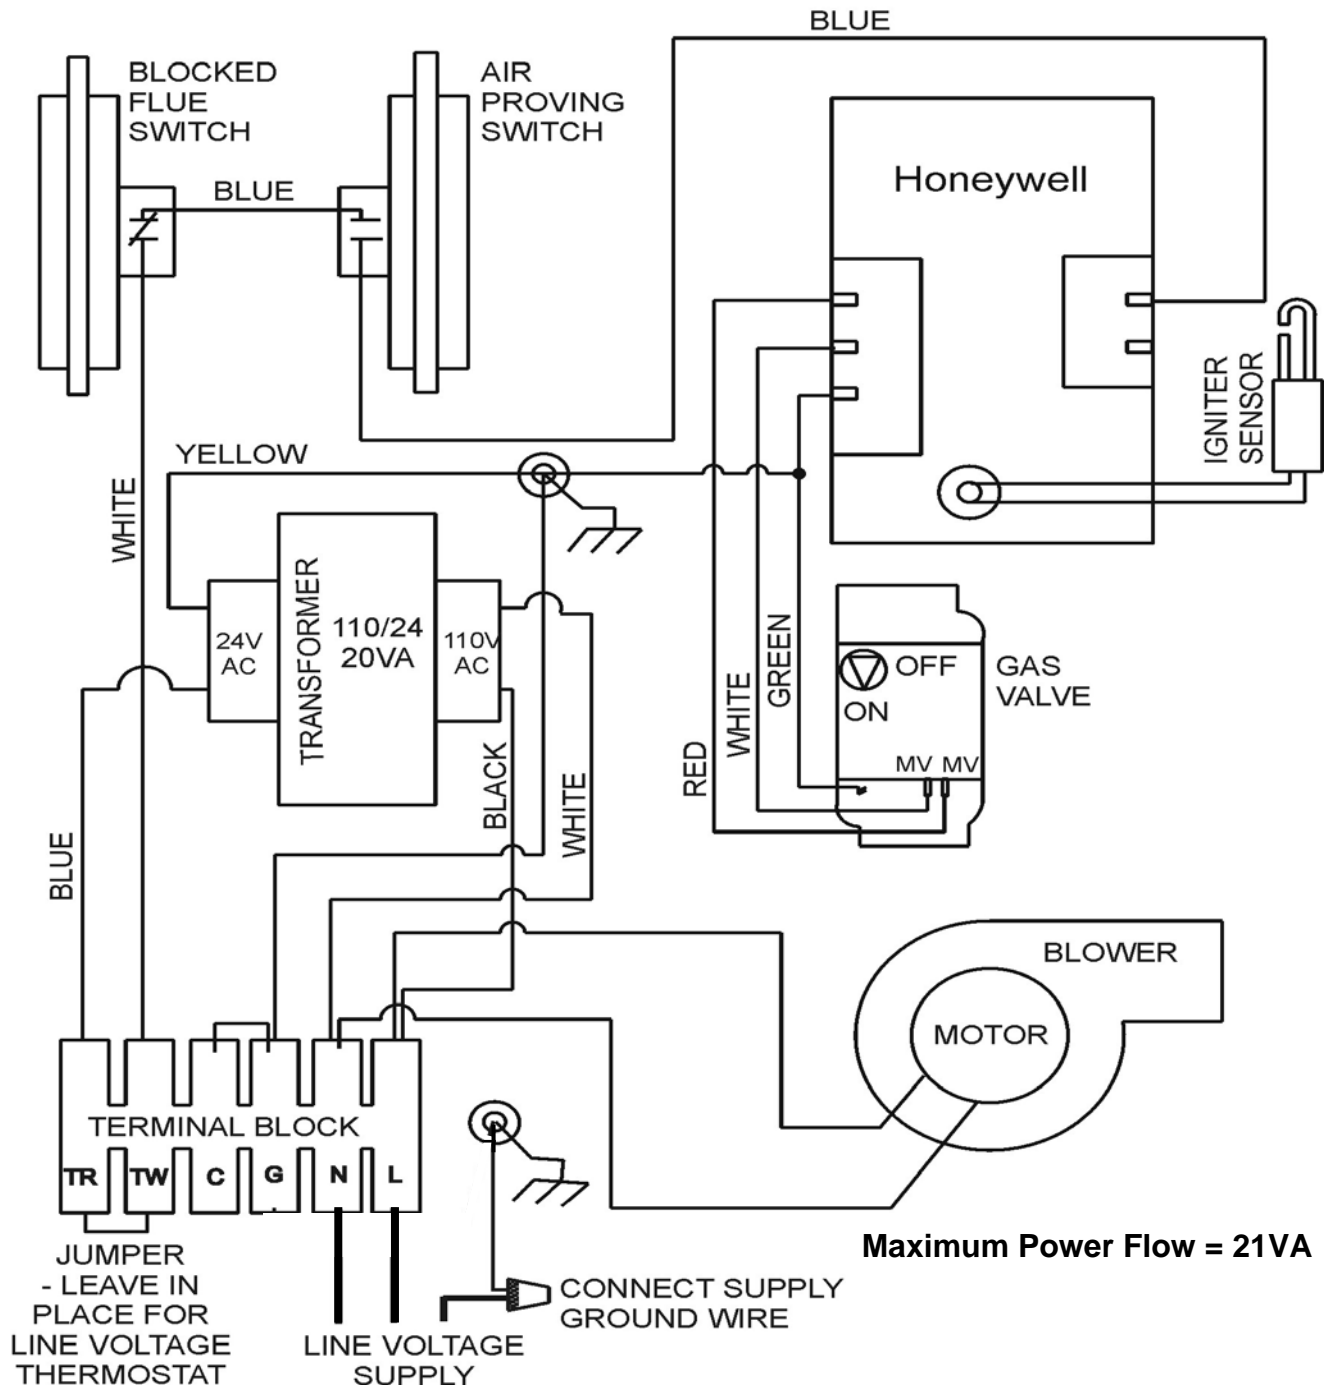 BLUE
BLOCKED
FLUE
SWITCH
AIR
PROVING
SWITCH
BLUE
Honeywell
IGNITER
SENSOR
YELLOW
WHITE
TRANSFORMER
110/24
20VA
24V
AC
110V
AC
GREEN
WHITE
RED
OFF
ON
GAS
VALVE
MV MV
BLACK
WHITE
BLUE
BLOWER
MOTOR
TERMINAL BLOCK
TR TW C G N L
JUMPER
- LEAVE IN
PLACE FOR
LINE VOLTAGE
THERMOSTAT
LINE VOLTAGE
SUPPLY
CONNECT SUPPLY
GROUND WIRE
Maximum Power Flow = 21VA